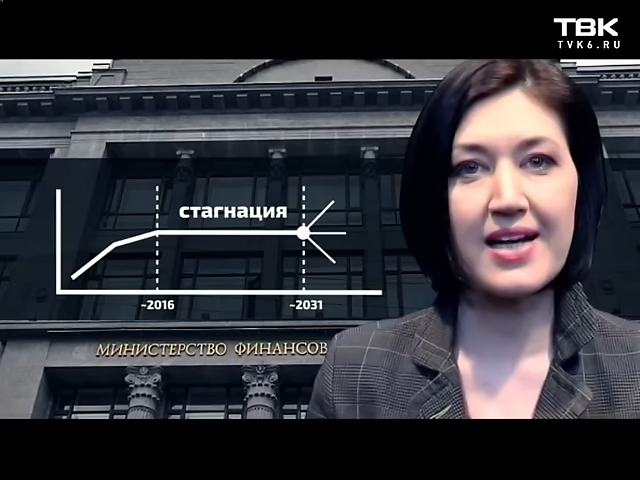 ТВК
TVK6.RU
стагнация
~2016
~2031
МИНИСТЕРСТВО ФИНАНСОВ